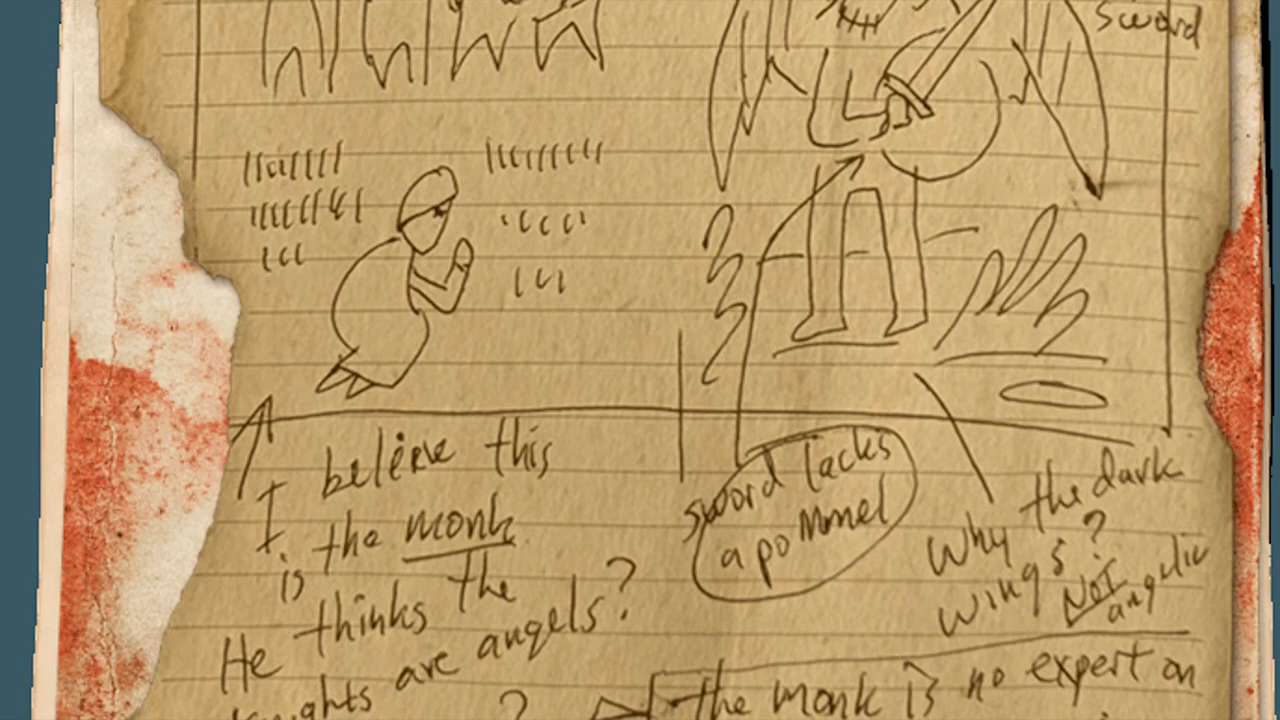 sword
I believe this
is the monk
He thinks the
knights are angels?
?
sword lacks
a pommel
Why the dark
wings?
NOT
angelic
the monk is no expert on